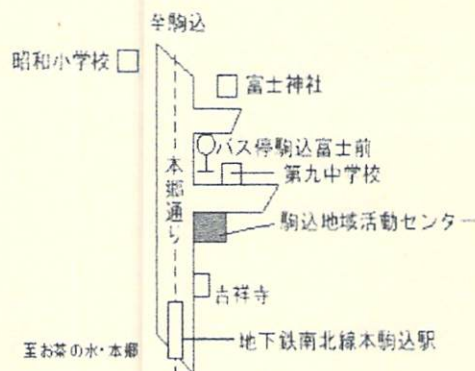 至駒込
昭和小学校
富士神社
バス停駒込富士前
第九中学校
本郷通り
駒込地域活動センター
吉祥寺
地下鉄南北線本駒込駅
至お茶の水・本郷